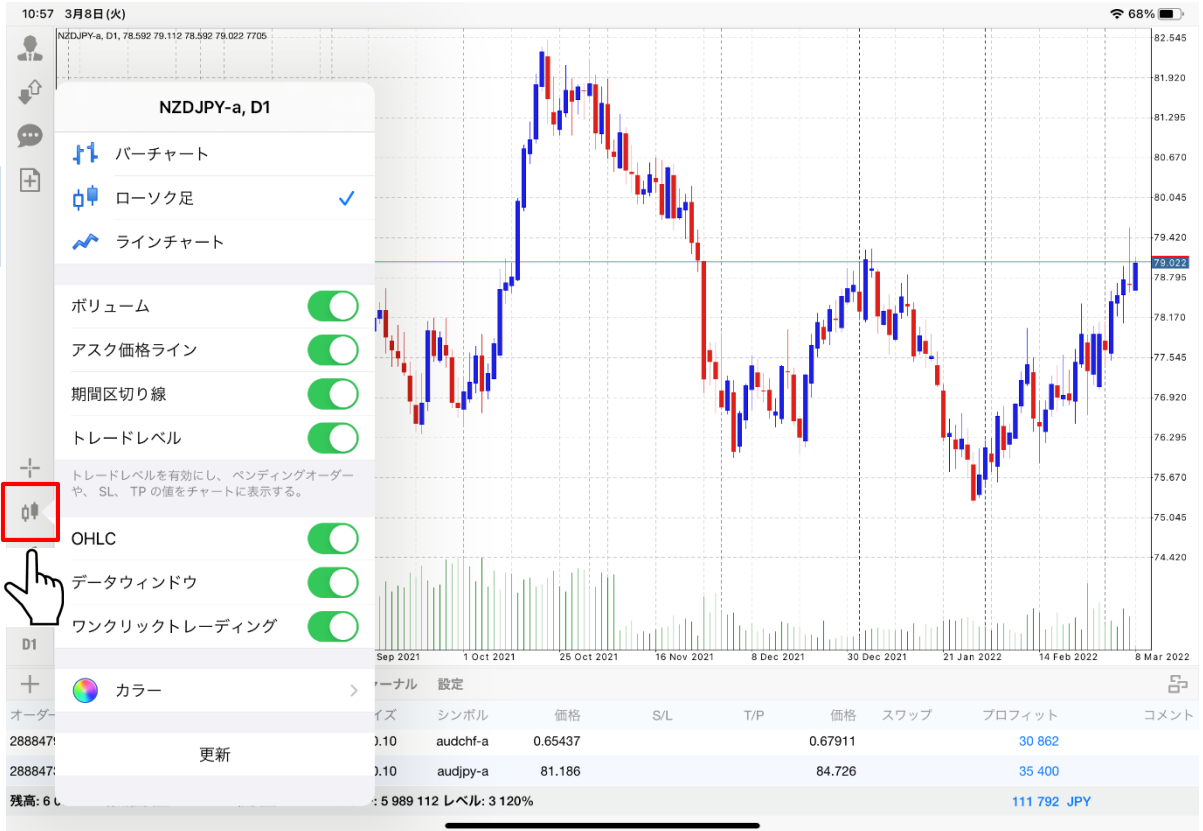 10:57 3月8日(火)
68%
NZDJPY-a, D1, 78.592 79.112 78.592 79.022 7705
NZDJPY-a, D1
バーチャート
ローソク足
ラインチャート
ボリューム
アスク価格ライン
期間区切り線
トレードレベル
トレードレベルを有効にし、 ペンディングオーダー
や、 SL、 TP の値をチャートに表示する。
OHLC
データウィンドウ
ワンクリックトレーディング
カラー
更新
D1
82.545
81.920
81.295
80.670
80.045
79.420
79.022
78.795
78.170
77.545
76.920
76.295
75.670
75.045
74.420
Sep 2021 1 Oct 2021 25 Oct 2021 16 Nov 2021 8 Dec 2021 30 Dec 2021 21 Jan 2022 14 Feb 2022 8 Mar 2022
ーナル 設定
オーダー イズ シンボル 価格 S/L T/P 価格 スワップ プロフィット コメント
288847 0.10 audchf-a 0.65437 0.67911 30 862
288847 0.10 audjpy-a 81.186 84.726 35 400
残高: 6 : 5 989 112 レベル: 3 120% 111 792 JPY